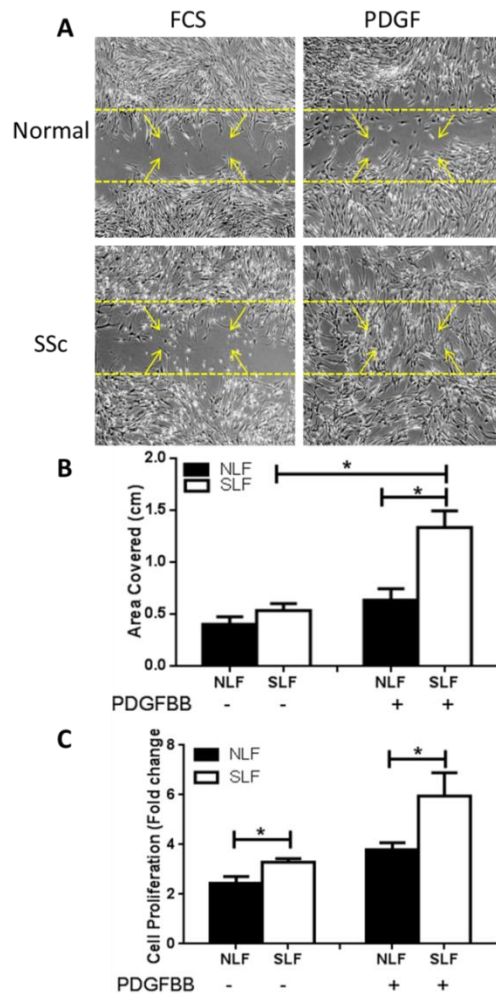 A
FCS PDGF
Normal
SSc
B
2.0
1.5
1.0
0.5
0.0
Area Covered (cm)
NLF
SLF
*
*
NLF SLF NLF SLF
PDGFBB - - + +
C
8
6
4
2
0
Cell Proliferation (Fold change
NLF
SLF
*
*
NLF SLF NLF SLF
PDGFBB - - + +